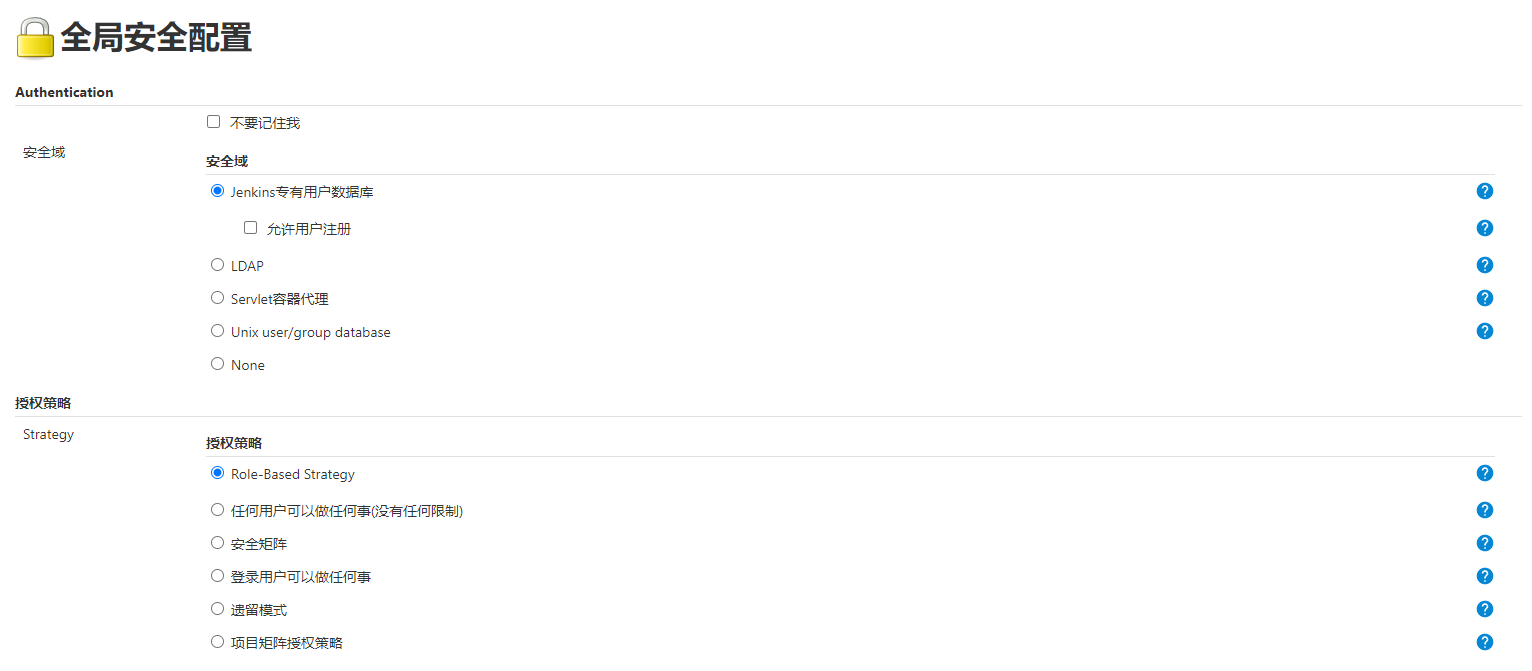 全局安全配置
Authentication
不要记住我
安全域
安全域
Jenkins专有用户数据库
允许用户注册
LDAP
Servlet容器代理
Unix user/group database
None
授权策略
Strategy
授权策略
Role-Based Strategy
任何用户可以做任何事(没有任何限制)
安全矩阵
登录用户可以做任何事
遗留模式
项目矩阵授权策略